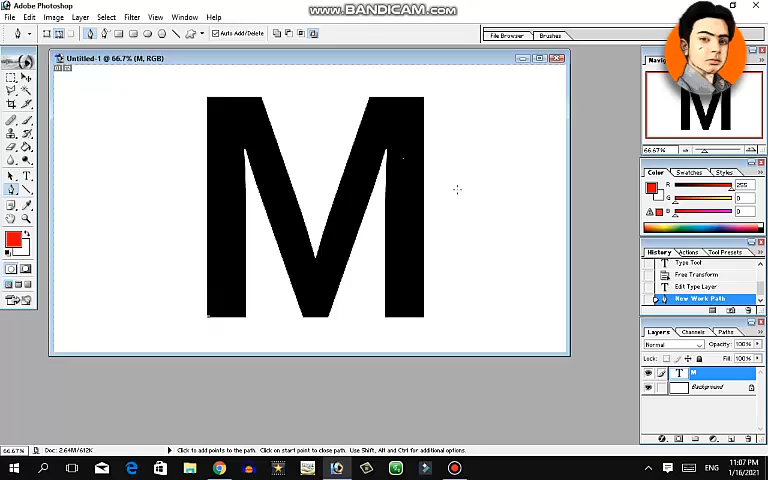 Adobe Photoshop
www.BANDICAM.com
File Edit Image Layer Select Filter View Window Help
Auto Add/Delete
File Browser
Brushes
Untitled-1 @ 66.7% (M, RGB)
M
Navig
M
66.67%
Color Swatches Styles
R 255
G 0
B 0
History Actions Tool Presets
Type Tool
Free Transform
Edit Type Layer
New Work Path
Layers Channels Paths
Normal Opacity: 100%
Lock: Fill: 100%
T M
Background
66.67% Doc: 2.64M/612K Click to add points to the path. Click on start point to close path. Use Shift, Alt, and Ctrl for additional options.
ENG
11:07 PM
1/16/2021